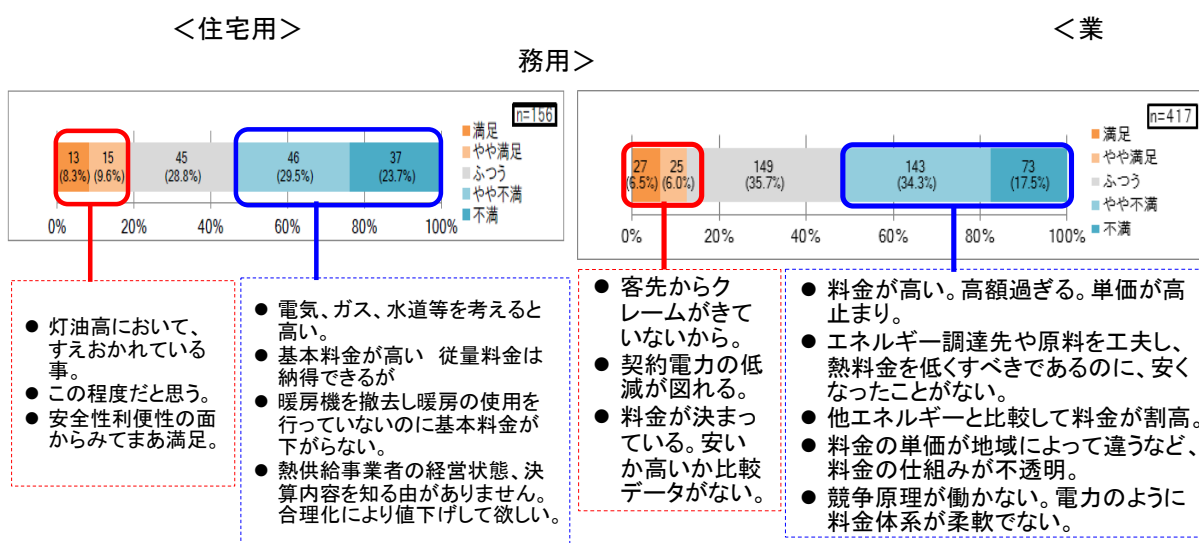 ＜住宅用＞
＜業
務用＞
n=156
13
(8.3%)
15
(9.6%)
45
(28.8%)
46
(29.5%)
37
(23.7%)
満足
やや満足
ふつう
やや不満
不満
0% 20% 40% 60% 80% 100%
n=417
27
(6.5%)
25
(6.0%)
149
(35.7%)
143
(34.3%)
73
(17.5%)
満足
やや満足
ふつう
やや不満
不満
0% 20% 40% 60% 80% 100%
● 灯油高において、
すえおかれている
事。
● この程度だと思う。
● 安全性利便性の面
からみてまあ満足。
● 電気、ガス、水道等を考えると
高い。
● 基本料金が高い 従量料金は
納得できるが
● 暖房機を撤去し暖房の使用を
行っていないのに基本料金が
下がらない。
● 熱供給事業者の経営状態、決
算内容を知る由がありません。
合理化により値下げして欲しい。
● 客先からク
レームがきて
いないから。
● 契約電力の低
減が図れる。
● 料金が決まっ
ている。安い
か高いか比較
データがない。
● 料金が高い。高額過ぎる。単価が高
止まり。
● エネルギー調達先や原料を工夫し、
熱料金を低くすべきであるのに、安く
なったことがない。
● 他エネルギーと比較して料金が割高。
● 料金の単価が地域によって違うなど、
料金の仕組みが不透明。
● 競争原理が働かない。電力のように
料金体系が柔軟でない。